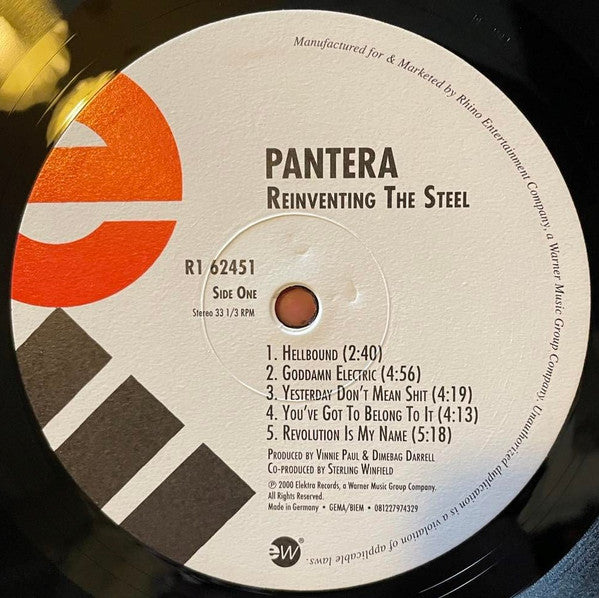 Manufactured for & Marketed by Rhino Entertainment Company, a Warner Music Group Company. Unauthorized duplication is a violation of applicable laws.
PANTERA
REINVENTING THE STEEL
R1 62451
SIDE ONE
Stereo 33 1/3 RPM
1. HELLBOUND (2:40)
2. GODDAMN ELECTRIC (4:56)
3. YESTERDAY DON'T MEAN SHIT (4:19)
4. YOU'VE GOT TO BELONG TO IT (4:13)
5. REVOLUTION IS MY NAME (5:18)
PRODUCED BY VINNIE PAUL & DIMEBAG DARRELL
CO-PRODUCED BY STERLING WINFIELD
℗ 2000 Elektra Records, a Warner Music Group Company.
All Rights Reserved.
Made in Germany • GEMA/BIEM • 081227974329
ew®